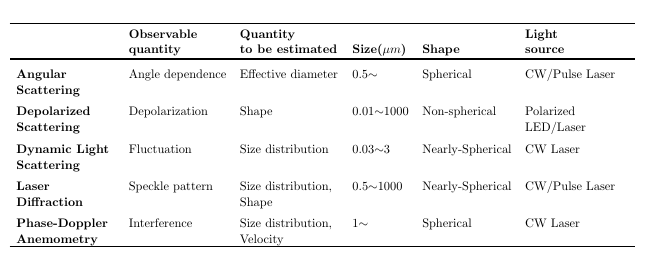 Observable Quantity Light
quantity to be estimated Size(μm) Shape source
Angular Angle dependence Effective diameter 0.5∼ Spherical CW/Pulse Laser
Scattering
Depolarized Depolarization Shape 0.01∼1000 Non-spherical Polarized
Scattering LED/Laser
Dynamic Light Fluctuation Size distribution 0.03∼3 Nearly-Spherical CW Laser
Scattering
Laser Speckle pattern Size distribution, 0.5∼1000 Nearly-Spherical CW/Pulse Laser
Diffraction Shape
Phase-Doppler Interference Size distribution, 1∼ Spherical CW Laser
Anemometry Velocity